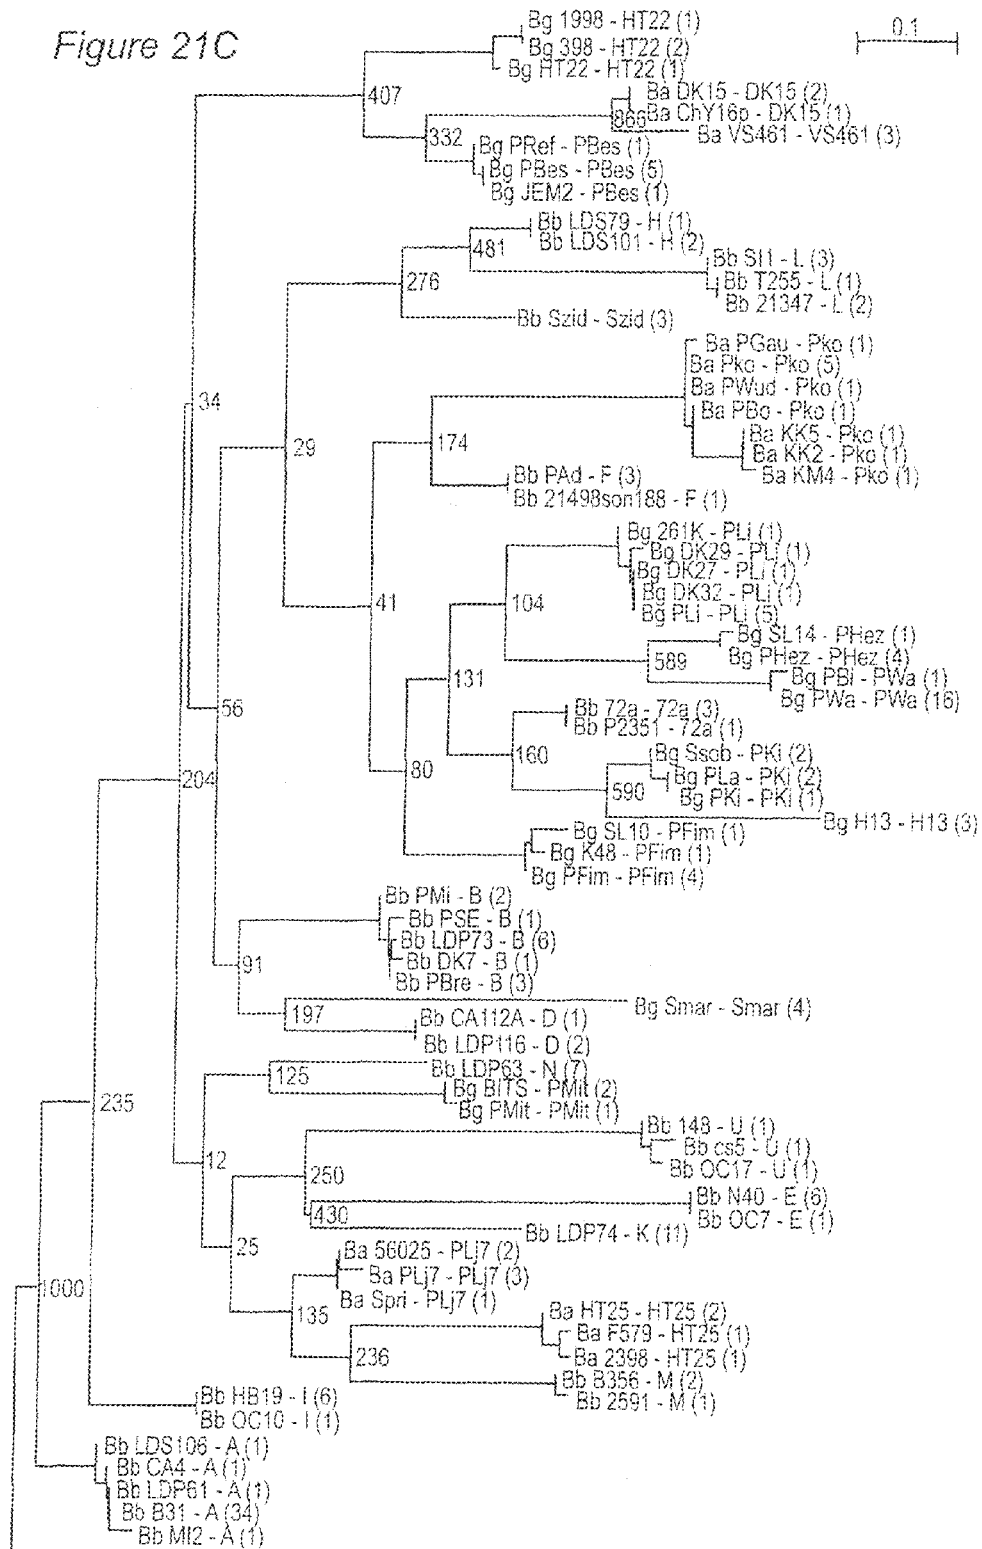 Figure 21C
0.1
Bg 1998 - HT22 (1)
Bg 398 - HT22 (2)
Bg HT22 - HT22 (1)
407
Ba DK15 - DK15 (2)
Ba ChY16p - DK15 (1)
866
Ba VS461 - VS461 (3)
332
Bg PRef - PBes (1)
Bg PBes - PBes (5)
Bg JEM2 - PBes (1)
Bb LDS79 - H (1)
Bb LDS101 - H (2)
481
Bb SI1 - L (3)
Bb T255 - L (1)
Bb 21347 - L (2)
276
Bb Szid - Szid (3)
Ba PGau - Pko (1)
Ba Pko - Pko (5)
Ba PWud - Pko (1)
Ba PBo - Pko (1)
34
Ba KK5 - Pko (1)
29
174
Ba KK2 - Pko (1)
Ba KM4 - Pko (1)
Bb PAd - F (3)
Bb 21498son188 - F (1)
Bg 261K - PLi (1)
Bg DK29 - PLi (1)
Bg DK27 - PLi (1)
Bg DK32 - PLi (1)
41
104
Bg PLi - PLi (5)
Bg SL14 - PHez (1)
589
Bg PHez - PHez (4)
131
Bg PBi - PWa (1)
Bg PWa - PWa (16)
56
Bb 72a - 72a (3)
Bb P2351 - 72a (1)
160
Bg Ssob - PKi (2)
80
204
Bg PLa - PKi (2)
590
Bg PKi - PKi (1)
Bg H13 - H13 (3)
Bg SL10 - PFim (1)
Bg K48 - PFim (1)
Bg PFim - PFim (4)
Bb PMi - B (2)
Bb PSE - B (1)
Bb LDP73 - B (6)
91
Bb DK7 - B (1)
Bb PBre - B (3)
Bg Smar - Smar (4)
197
Bb CA112A - D (1)
Bb LDP116 - D (2)
Bb LDP63 - N (7)
125
Bg BITS - PMit (2)
235
Bg PMit - PMit (1)
Bb 148 - U (1)
Bb cs5 - U (1)
12
Bb OC17 - U (1)
250
Bb N40 - E (6)
430
Bb OC7 - E (1)
Bb LDP74 - K (11)
25
Ba 56025 - PLj7 (2)
Ba PLj7 - PLj7 (3)
1000
Ba Spri - PLj7 (1)
135
Ba HT25 - HT25 (2)
Ba F579 - HT25 (1)
236
Ba 2398 - HT25 (1)
Bb B356 - M (2)
Bb 2591 - M (1)
Bb HB19 - I (6)
Bb OC10 - I (1)
Bb LDS106 - A (1)
Bb CA4 - A (1)
Bb LDP61 - A (1)
Bb B31 - A (34)
Bb MI2 - A (1)